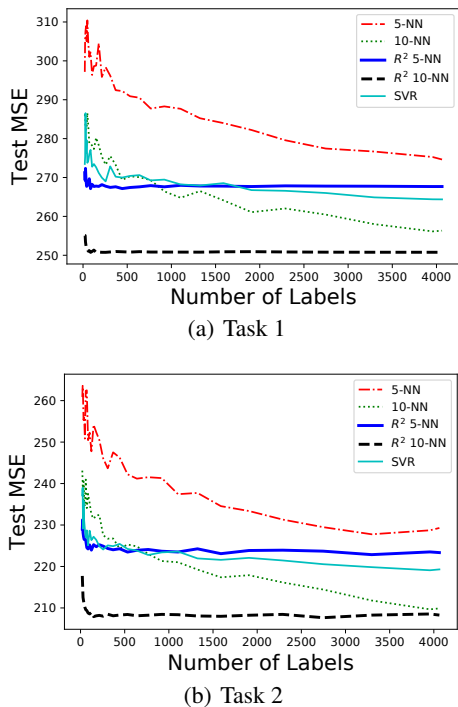 Test MSE
310
300
290
280
270
260
250
5-NN
10-NN
R² 5-NN
R² 10-NN
SVR
0 500 1000 1500 2000 2500 3000 3500 4000
Number of Labels
(a) Task 1
Test MSE
260
250
240
230
220
210
5-NN
10-NN
R² 5-NN
R² 10-NN
SVR
0 500 1000 1500 2000 2500 3000 3500 4000
Number of Labels
(b) Task 2